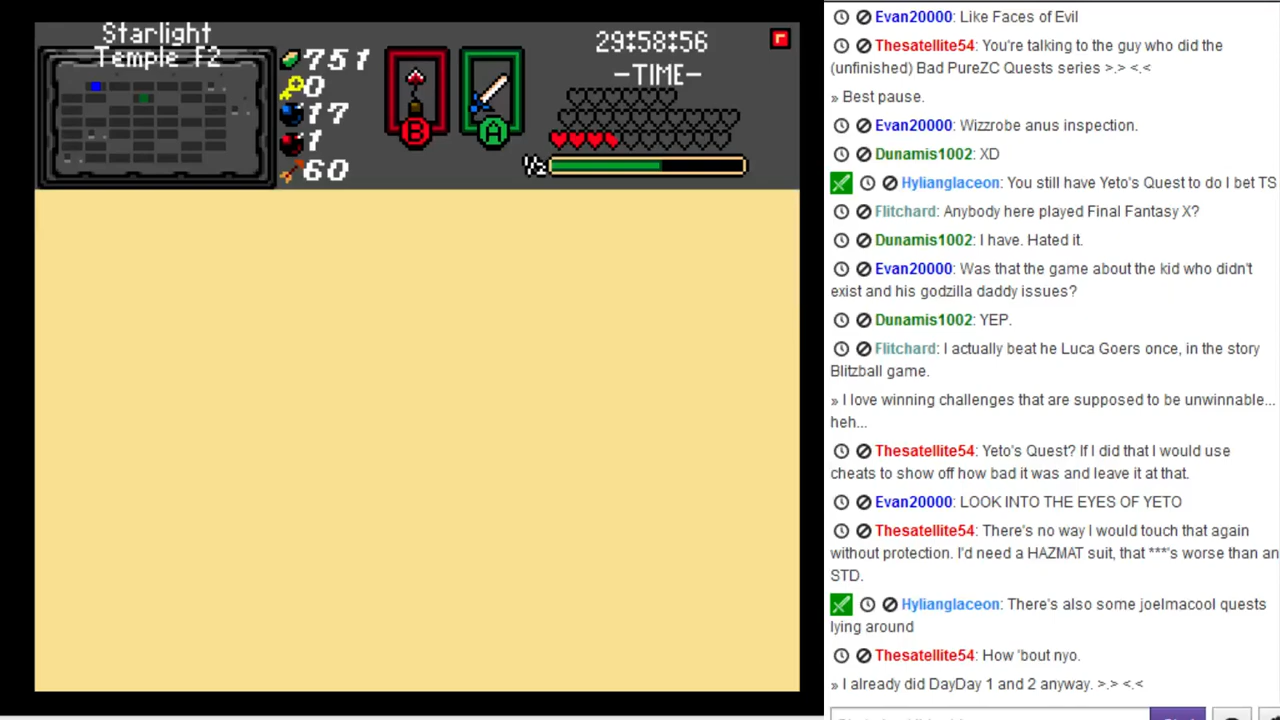 Starlight
Temple F2
751
0
17
1
60
B
A
29:58:56
-TIME-
1/2
Evan20000: Like Faces of Evil
Thesatellite54: You're talking to the guy who did the
(unfinished) Bad PureZC Quests series >.> <.<
» Best pause.
Evan20000: Wizzrobe anus inspection.
Dunamis1002: XD
Hylianglaceon: You still have Yeto's Quest to do I bet TS
Flitchard: Anybody here played Final Fantasy X?
Dunamis1002: I have. Hated it.
Evan20000: Was that the game about the kid who didn't
exist and his godzilla daddy issues?
Dunamis1002: YEP.
Flitchard: I actually beat he Luca Goers once, in the story
Blitzball game.
» I love winning challenges that are supposed to be unwinnable...
heh...
Thesatellite54: Yeto's Quest? If I did that I would use
cheats to show off how bad it was and leave it at that.
Evan20000: LOOK INTO THE EYES OF YETO
Thesatellite54: There's no way I would touch that again
without protection. I'd need a HAZMAT suit, that ***'s worse than an
STD.
Hylianglaceon: There's also some joelmacool quests
lying around
Thesatellite54: How 'bout nyo.
» I already did DayDay 1 and 2 anyway. >.> <.<